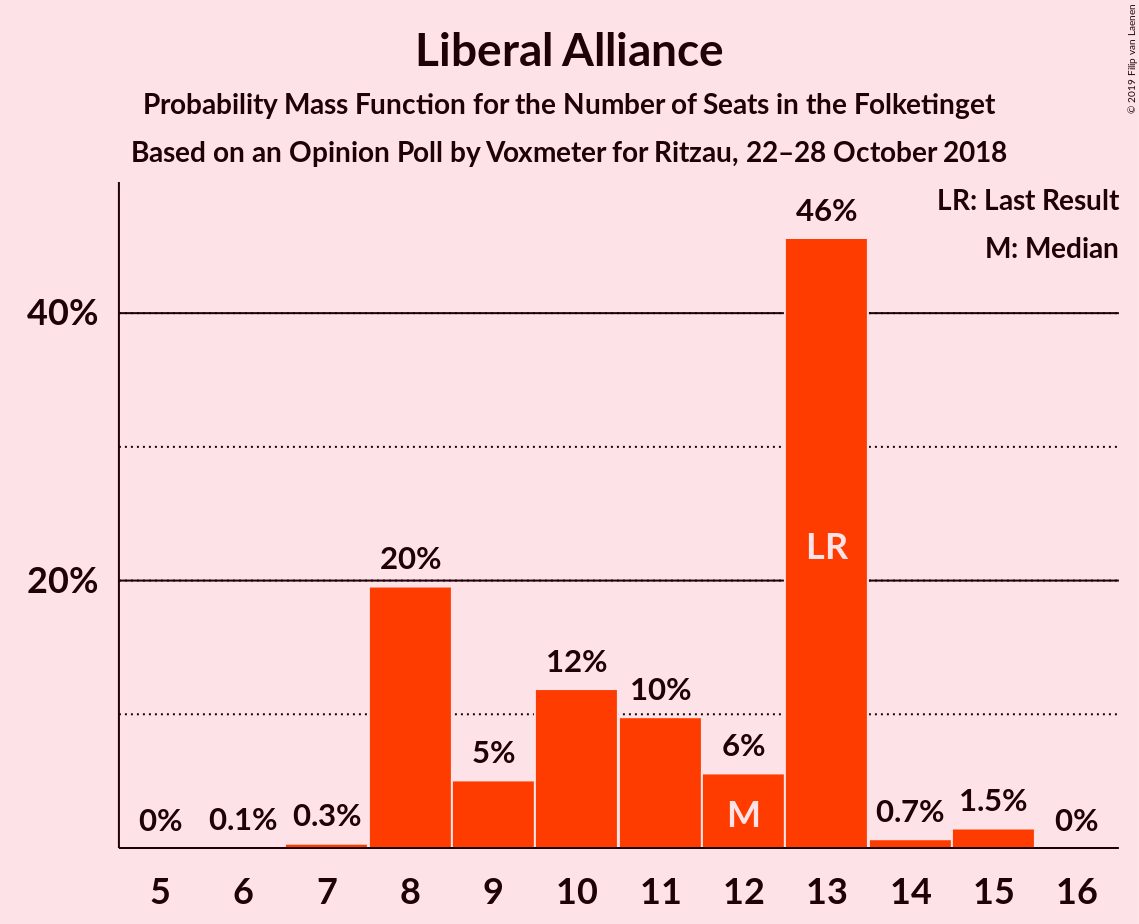 Liberal Alliance
Probability Mass Function for the Number of Seats in the Folketinget
Based on an Opinion Poll by Voxmeter for Ritzau, 22–28 October 2018
© 2019 Filip van Laenen
LR: Last Result
M: Median
46%
40%
LR
20%
20%
12%
10%
6%
5%
M
1.5%
0.7%
0.3%
0.1%
0%
0%
5 6 7 8 9 10 11 12 13 14 15 16